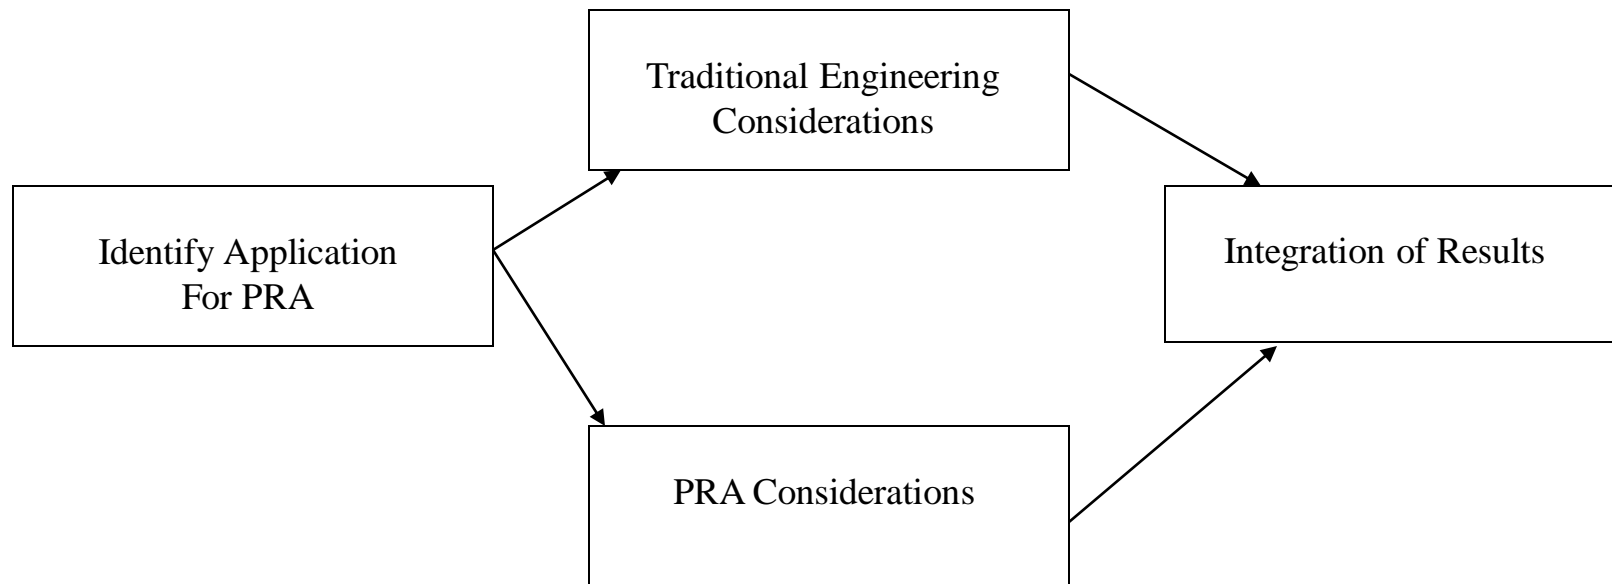 Traditional Engineering
Considerations
Identify Application
For PRA
Integration of Results
PRA Considerations